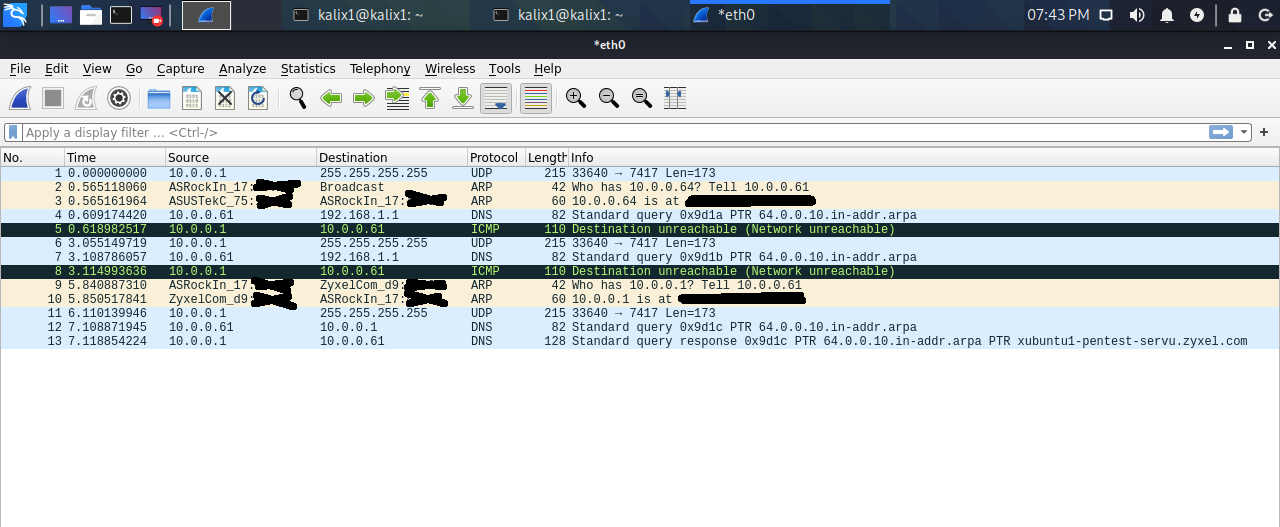 kalix1@kalix1: ~ kalix1@kalix1: ~ *eth0 07:43 PM
*eth0
File Edit View Go Capture Analyze Statistics Telephony Wireless Tools Help
Apply a display filter … <Ctrl-/>
No. Time Source Destination Protocol Length Info
1 0.000000000 10.0.0.1 255.255.255.255 UDP 215 33640 → 7417 Len=173
2 0.565118060 ASRockIn_17: Broadcast ARP 42 Who has 10.0.0.64? Tell 10.0.0.61
3 0.565161964 ASUSTekC_75: ASRockIn_17: ARP 60 10.0.0.64 is at
4 0.609174420 10.0.0.61 192.168.1.1 DNS 82 Standard query 0x9d1a PTR 64.0.0.10.in-addr.arpa
5 0.618982517 10.0.0.1 10.0.0.61 ICMP 110 Destination unreachable (Network unreachable)
6 3.055149719 10.0.0.1 255.255.255.255 UDP 215 33640 → 7417 Len=173
7 3.108786057 10.0.0.61 192.168.1.1 DNS 82 Standard query 0x9d1b PTR 64.0.0.10.in-addr.arpa
8 3.114993636 10.0.0.1 10.0.0.61 ICMP 110 Destination unreachable (Network unreachable)
9 5.840887310 ASRockIn_17: ZyxelCom_d9: ARP 42 Who has 10.0.0.1? Tell 10.0.0.61
10 5.850517841 ZyxelCom_d9: ASRockIn_17: ARP 60 10.0.0.1 is at
11 6.110139946 10.0.0.1 255.255.255.255 UDP 215 33640 → 7417 Len=173
12 7.108871945 10.0.0.61 10.0.0.1 DNS 82 Standard query 0x9d1c PTR 64.0.0.10.in-addr.arpa
13 7.118854224 10.0.0.1 10.0.0.61 DNS 128 Standard query response 0x9d1c PTR 64.0.0.10.in-addr.arpa PTR xubuntu1-pentest-servu.zyxel.com